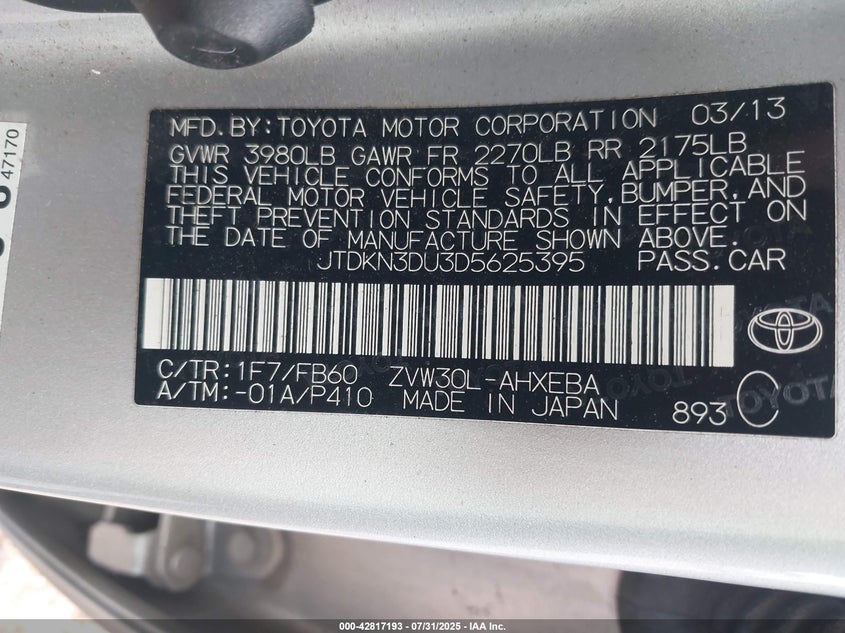 MFD. BY: TOYOTA MOTOR CORPORATION 03/13
GVWR 3980LB GAWR FR 2270LB RR 2175LB
THIS VEHICLE CONFORMS TO ALL APPLICABLE
FEDERAL MOTOR VEHICLE SAFETY, BUMPER, AND
THEFT PREVENTION STANDARDS IN EFFECT ON
THE DATE OF MANUFACTURE SHOWN ABOVE.
JTDKN3DU3D5625395 PASS. CAR
C/TR: 1F7/FB60 ZVW30L-AHXEBA
A/TM: -01A/P410 MADE IN JAPAN 893
TOYOTA
TOYOTA
47170
000-42817193 - 07/31/2025 - IAA Inc.